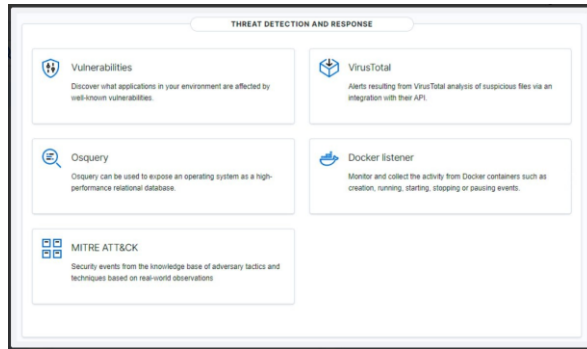 THREAT DETECTION AND RESPONSE
Vulnerabilities
Discover what applications in your environment are affected by
well-known vulnerabilities.
VirusTotal
Alerts resulting from VirusTotal analysis of suspicious files via an
integration with their API.
Osquery
Osquery can be used to expose an operating system as a high-
performance relational database.
Docker listener
Monitor and collect the activity from Docker containers such as
creation, running, starting, stopping or pausing events.
MITRE ATT&CK
Security events from the knowledge base of adversary tactics and
techniques based on real-world observations